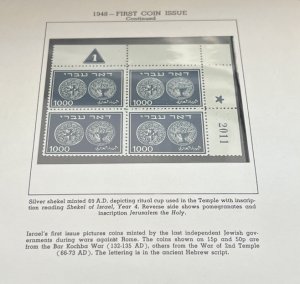 1948 — FIRST COIN ISSUE
Continued
1
דאר עברי
דאר עברי
1000
1000
דאר עברי
דאר עברי
1000
1000
2011
Silver shekel minted 69 A.D. depicting ritual cup used in the Temple with inscrip-
tion reading Shekel of Israel, Year 4. Reverse side shows pomegranates and
inscription Jerusalem the Holy.
Israel's first issue pictures coins minted by the last independent Jewish gov-
ernments during wars against Rome. The coins shown on 15p and 50p are
from the Bar Kochba War (132-135 AD), others from the War of 2nd Temple
(66-73 AD). The lettering is in the ancient Hebrew script.